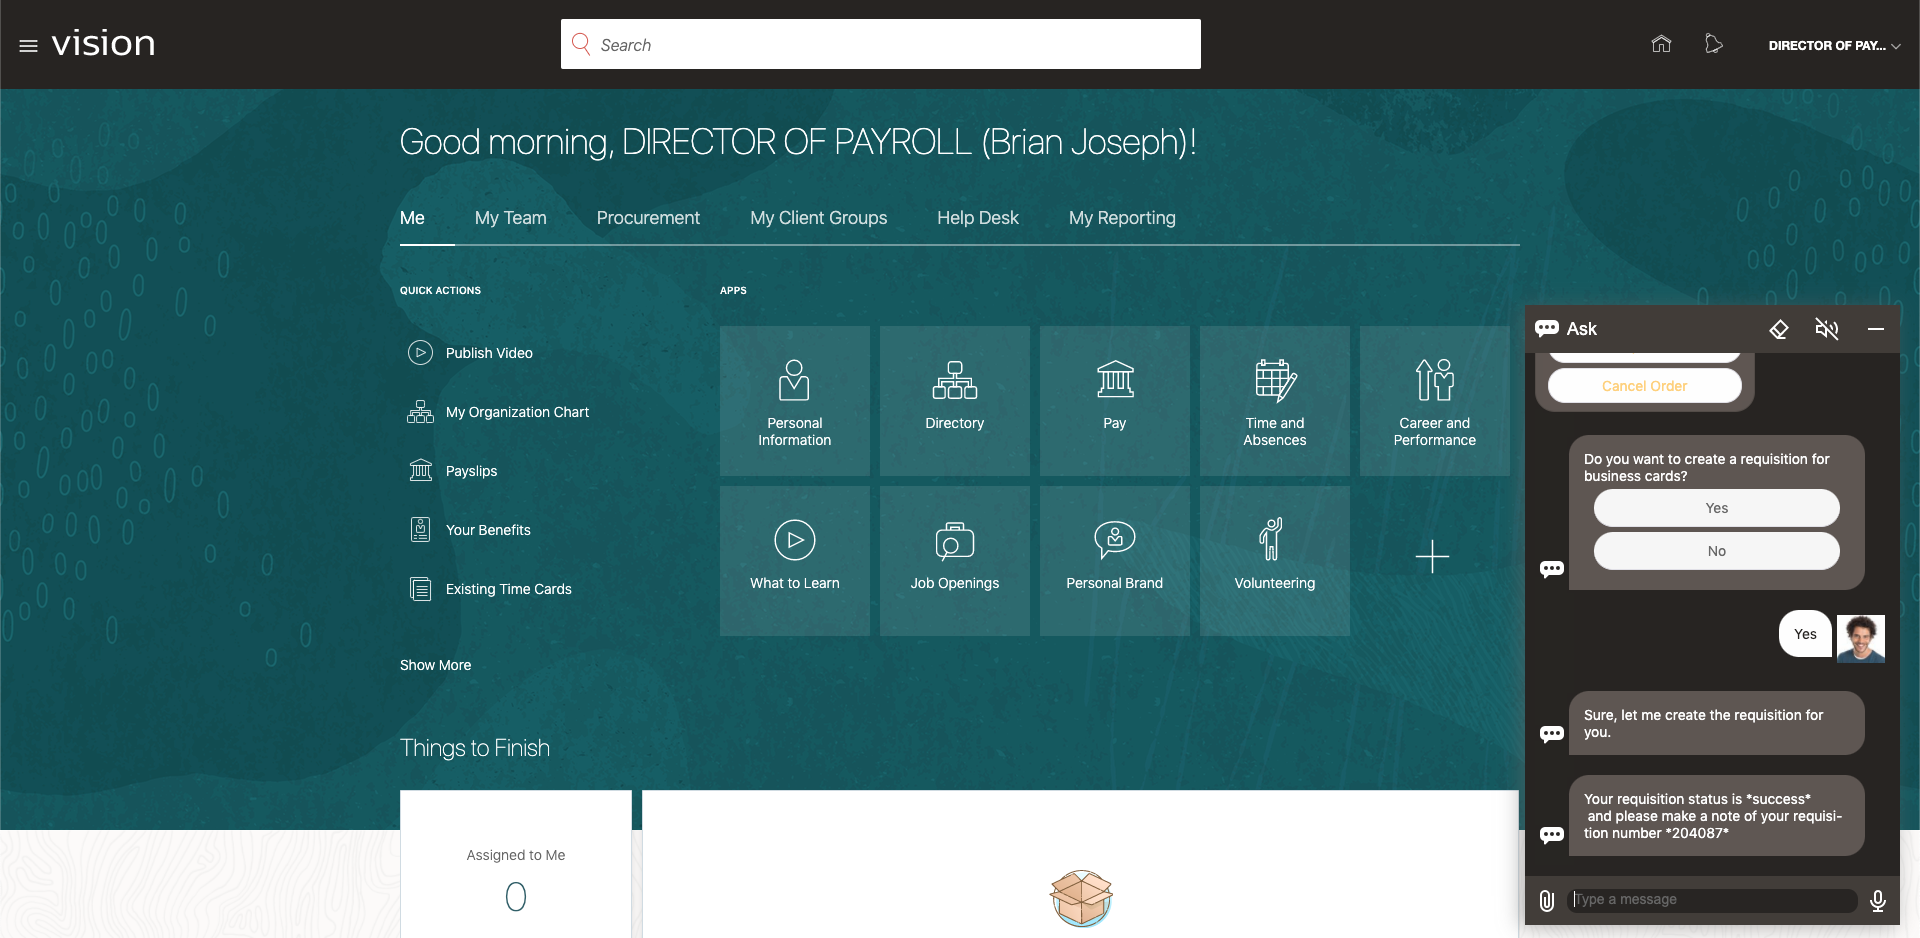 vision
Search
DIRECTOR OF PAY...
Good morning, DIRECTOR OF PAYROLL (Brian Joseph)!
Me
My Team
Procurement
My Client Groups
Help Desk
My Reporting
QUICK ACTIONS
Publish Video
My Organization Chart
Payslips
Your Benefits
Existing Time Cards
Show More
APPS
Personal
Information
Directory
Pay
Time and
Absences
Career and
Performance
What to Learn
Job Openings
Personal Brand
Volunteering
Things to Finish
Assigned to Me
0
Ask
Cancel Order
Do you want to create a requisition for
business cards?
Yes
No
Yes
Sure, let me create the requisition for
you.
Your requisition status is *success*
and please make a note of your requisi-
tion number *204087*
Type a message